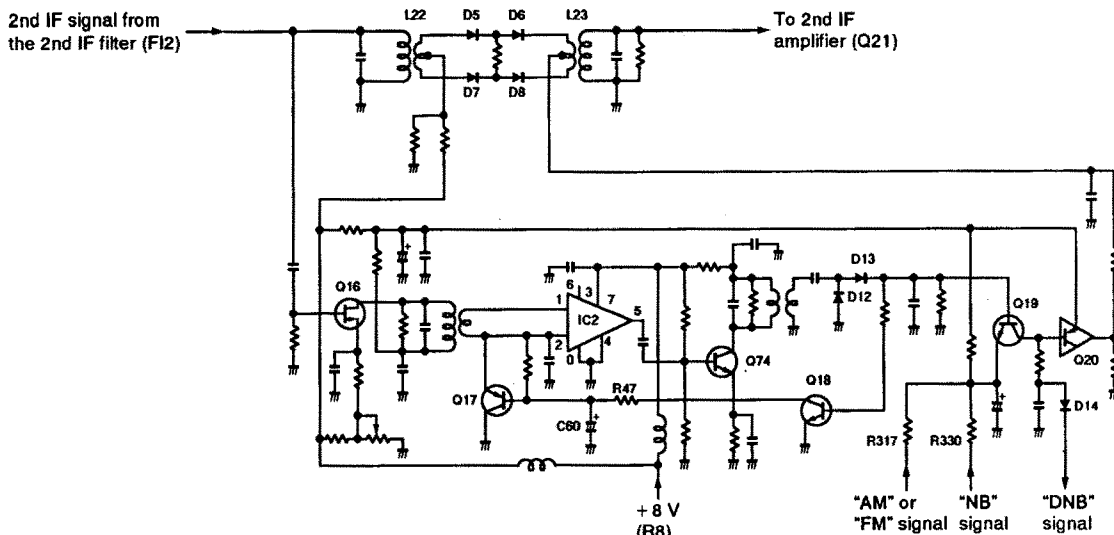 2nd IF signal from
the 2nd IF filter (FI2)
L22
D5
D6
L23
To 2nd IF
amplifier (Q21)
D7
D8
Q16
6
3
7
1
IC2
5
2
0
4
Q17
C60
R47
Q74
D13
D12
Q18
Q19
Q20
D14
R317
R330
+ 8 V
(R8)
"AM" or
"FM" signal
"NB"
signal
"DNB"
signal